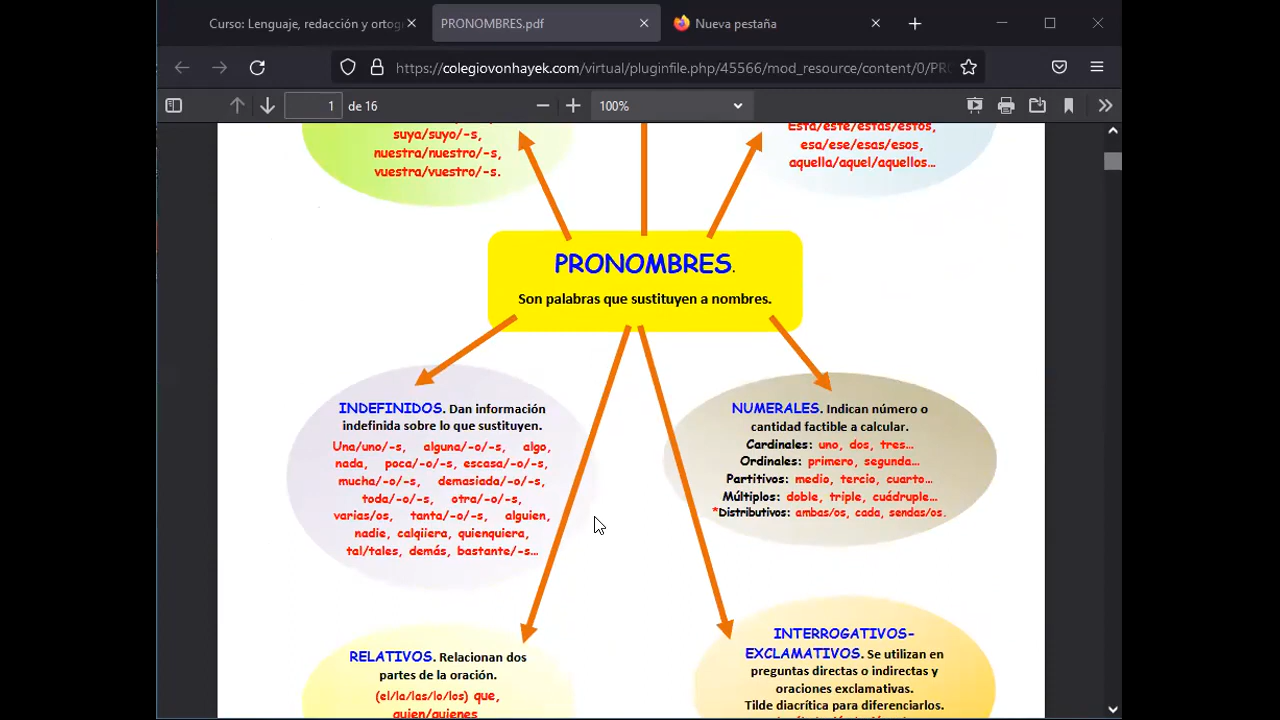 Curso: Lenguaje, redacción y ortog
PRONOMBRES.pdf
Nueva pestaña
https://colegiovonhayek.com/virtual/pluginfile.php/45566/mod_resource/content/0/PR
1 de 16
100%
suya/suyo/-s,
nuestra/nuestro/-s,
vuestra/vuestro/-s.
Esta/este/estas/estos,
esa/ese/esas/esos,
aquella/aquel/aquellos...
PRONOMBRES.
Son palabras que sustituyen a nombres.
INDEFINIDOS. Dan información
indefinida sobre lo que sustituyen.
Una/uno/-s, alguna/-o/-s, algo,
nada, poca/-o/-s, escasa/-o/-s,
mucha/-o/-s, demasiada/-o/-s,
toda/-o/-s, otra/-o/-s,
varias/os, tanta/-o/-s, alguien,
nadie, calqiiera, quienquiera,
tal/tales, demás, bastante/-s...
NUMERALES. Indican número o
cantidad factible a calcular.
Cardinales: uno, dos, tres...
Ordinales: primero, segunda...
Partitivos: medio, tercio, cuarto...
Múltiplos: doble, triple, cuádruple...
*Distributivos: ambas/os, cada, sendas/os.
RELATIVOS. Relacionan dos
partes de la oración.
(el/la/las/lo/los) que,
quien/quienes
INTERROGATIVOS-
EXCLAMATIVOS. Se utilizan en
preguntas directas o indirectas y
oraciones exclamativas.
Tilde diacrítica para diferenciarlos.